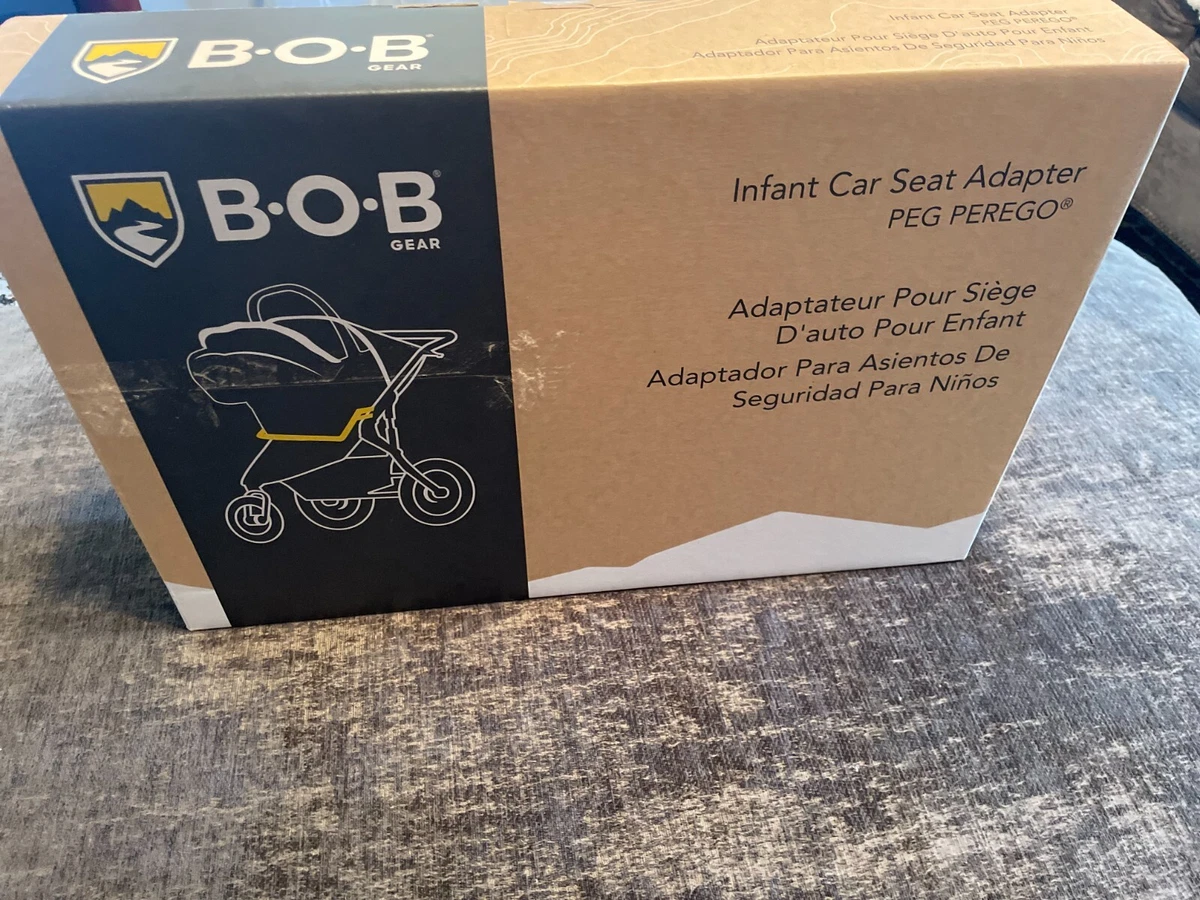 B•O•B®
GEAR
Infant Car Seat Adapter
PEG PEREGO®
Adaptateur Pour Siège D'auto Pour Enfant
Adaptador Para Asientos De Seguridad Para Niños
B•O•B®
GEAR
Infant Car Seat Adapter
PEG PEREGO®
Adaptateur Pour Siège
D'auto Pour Enfant
Adaptador Para Asientos De
Seguridad Para Niños